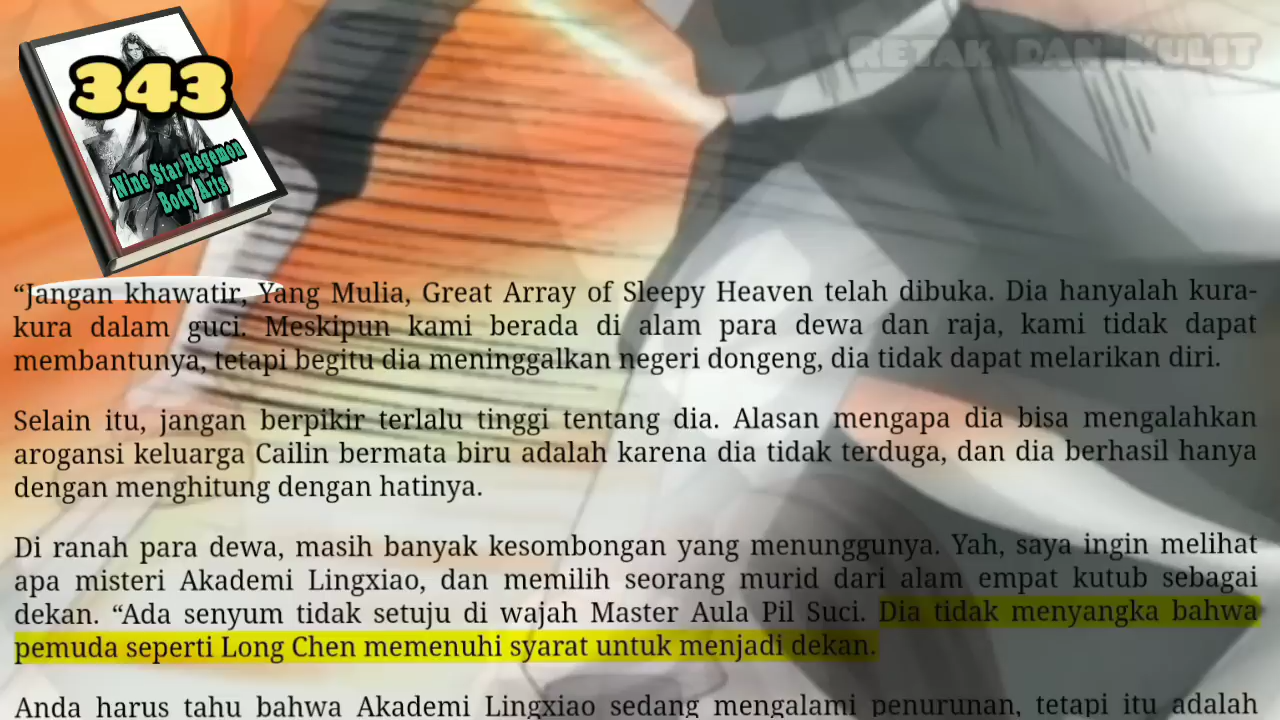 343
Nine Star Hegemon
Body Arts
RETAK DAN KULIT
“Jangan khawatir, Yang Mulia, Great Array of Sleepy Heaven telah dibuka. Dia hanyalah kura-
kura dalam guci. Meskipun kami berada di alam para dewa dan raja, kami tidak dapat
membantunya, tetapi begitu dia meninggalkan negeri dongeng, dia tidak dapat melarikan diri.
Selain itu, jangan berpikir terlalu tinggi tentang dia. Alasan mengapa dia bisa mengalahkan
arogansi keluarga Cailin bermata biru adalah karena dia tidak terduga, dan dia berhasil hanya
dengan menghitung dengan hatinya.
Di ranah para dewa, masih banyak kesombongan yang menunggunya. Yah, saya ingin melihat
apa misteri Akademi Lingxiao, dan memilih seorang murid dari alam empat kutub sebagai
dekan. “Ada senyum tidak setuju di wajah Master Aula Pil Suci. Dia tidak menyangka bahwa
pemuda seperti Long Chen memenuhi syarat untuk menjadi dekan.
Anda harus tahu bahwa Akademi Lingxiao sedang mengalami penurunan, tetapi itu adalah